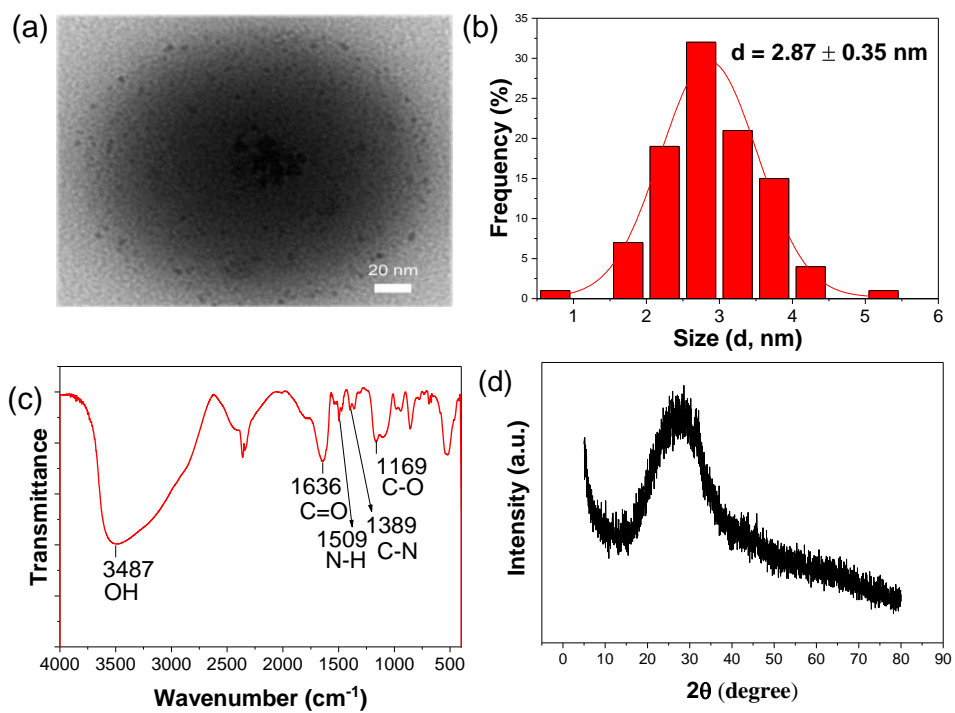 (a)
20 nm
(b)
d = 2.87 ± 0.35 nm
Frequency (%)
35
30
25
20
15
10
5
0
1 2 3 4 5 6
Size (d, nm)
(c)
Transmittance
3487
OH
1636
C=O
1509
N-H
1389
C-N
1169
C-O
4000 3500 3000 2500 2000 1500 1000 500
Wavenumber (cm⁻¹)
(d)
Intensity (a.u.)
0 10 20 30 40 50 60 70 80 90
2θ (degree)